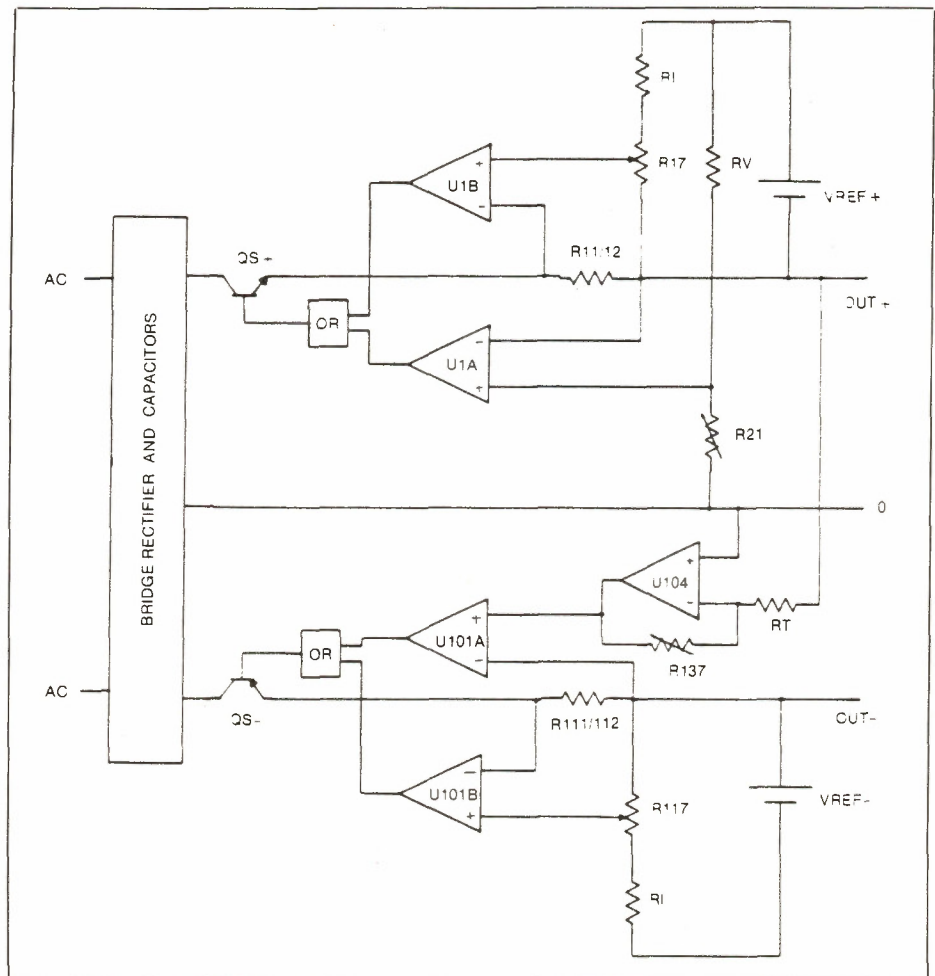 RI
U1B
+
−
R17
RV
VREF+
QS+
AC
R11/12
OUT+
OR
U1A
−
+
R21
BRIDGE RECTIFIER AND CAPACITORS
0
+
U104
−
RT
U101A
+
−
OR
R137
AC
QS−
R111/112
OUT−
U101B
−
+
R117
VREF−
RI